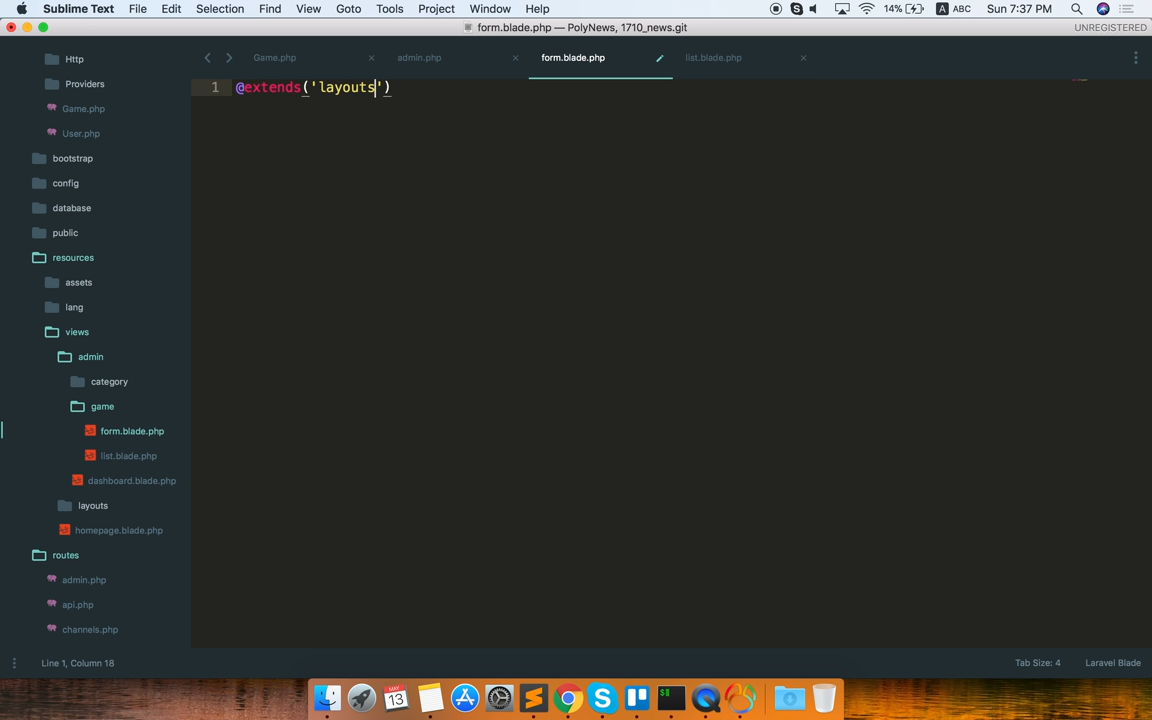 Sublime Text File Edit Selection Find View Goto Tools Project Window Help 14% A ABC Sun 7:37 PM
form.blade.php — PolyNews, 1710_news.git UNREGISTERED
Game.php admin.php form.blade.php list.blade.php
1 @extends('layouts')
Http
Providers
Game.php
User.php
bootstrap
config
database
public
resources
assets
lang
views
admin
category
game
form.blade.php
list.blade.php
dashboard.blade.php
layouts
homepage.blade.php
routes
admin.php
api.php
channels.php
Line 1, Column 18 Tab Size: 4 Laravel Blade
MAY
13